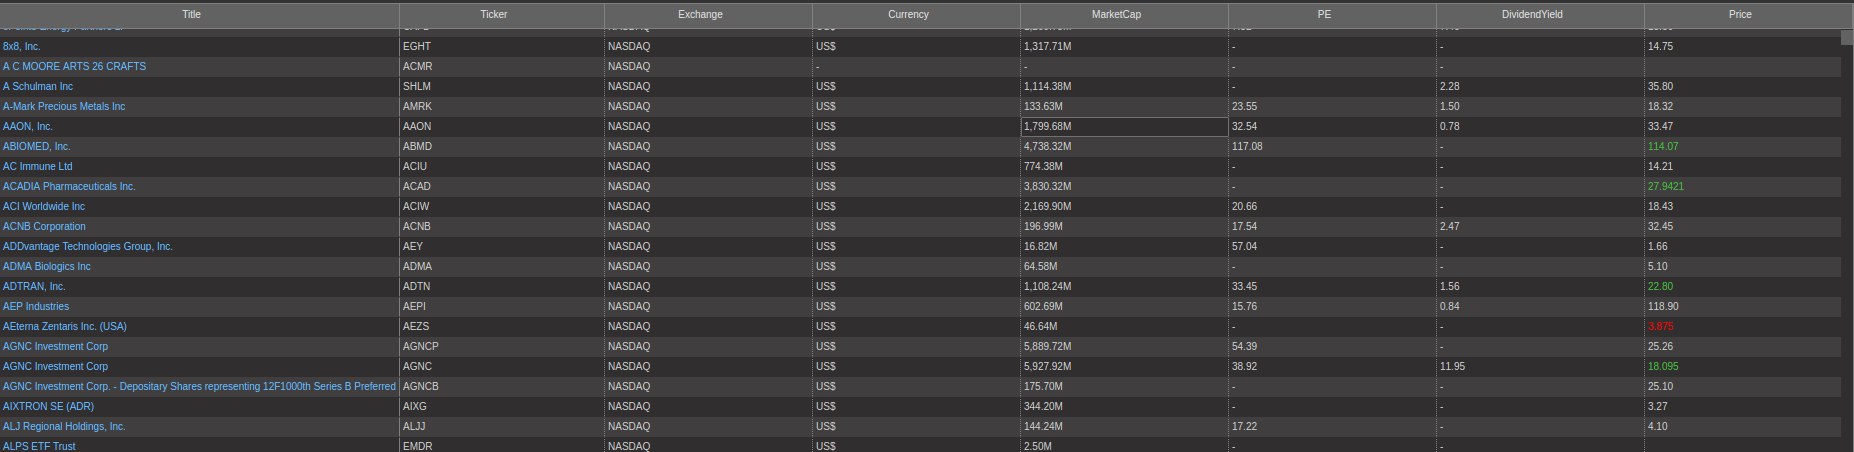 Title Ticker Exchange Currency MarketCap PE DividendYield Price
8x8, Inc. EGHT NASDAQ US$ 1,317.71M - - 14.75
A C MOORE ARTS 26 CRAFTS ACMR NASDAQ - - - -
A Schulman Inc SHLM NASDAQ US$ 1,114.38M - 2.28 35.80
A-Mark Precious Metals Inc AMRK NASDAQ US$ 133.63M 23.55 1.50 18.32
AAON, Inc. AAON NASDAQ US$ 1,799.68M 32.54 0.78 33.47
ABIOMED, Inc. ABMD NASDAQ US$ 4,738.32M 117.08 - 114.07
AC Immune Ltd ACIU NASDAQ US$ 774.38M - - 14.21
ACADIA Pharmaceuticals Inc. ACAD NASDAQ US$ 3,830.32M - - 27.9421
ACI Worldwide Inc ACIW NASDAQ US$ 2,169.90M 20.66 - 18.43
ACNB Corporation ACNB NASDAQ US$ 196.99M 17.54 2.47 32.45
ADDvantage Technologies Group, Inc. AEY NASDAQ US$ 16.82M 57.04 - 1.66
ADMA Biologics Inc ADMA NASDAQ US$ 64.58M - - 5.10
ADTRAN, Inc. ADTN NASDAQ US$ 1,108.24M 33.45 1.56 22.80
AEP Industries AEPI NASDAQ US$ 602.69M 15.76 0.84 118.90
AEterna Zentaris Inc. (USA) AEZS NASDAQ US$ 46.64M - - 3.875
AGNC Investment Corp AGNCP NASDAQ US$ 5,889.72M 54.39 - 25.26
AGNC Investment Corp AGNC NASDAQ US$ 5,927.92M 38.92 11.95 18.095
AGNC Investment Corp. - Depositary Shares representing 12F1000th Series B Preferred AGNCB NASDAQ US$ 175.70M - - 25.10
AIXTRON SE (ADR) AIXG NASDAQ US$ 344.20M - - 3.27
ALJ Regional Holdings, Inc. ALJJ NASDAQ US$ 144.24M 17.22 - 4.10
ALPS ETF Trust EMDR NASDAQ US$ 2.50M - -